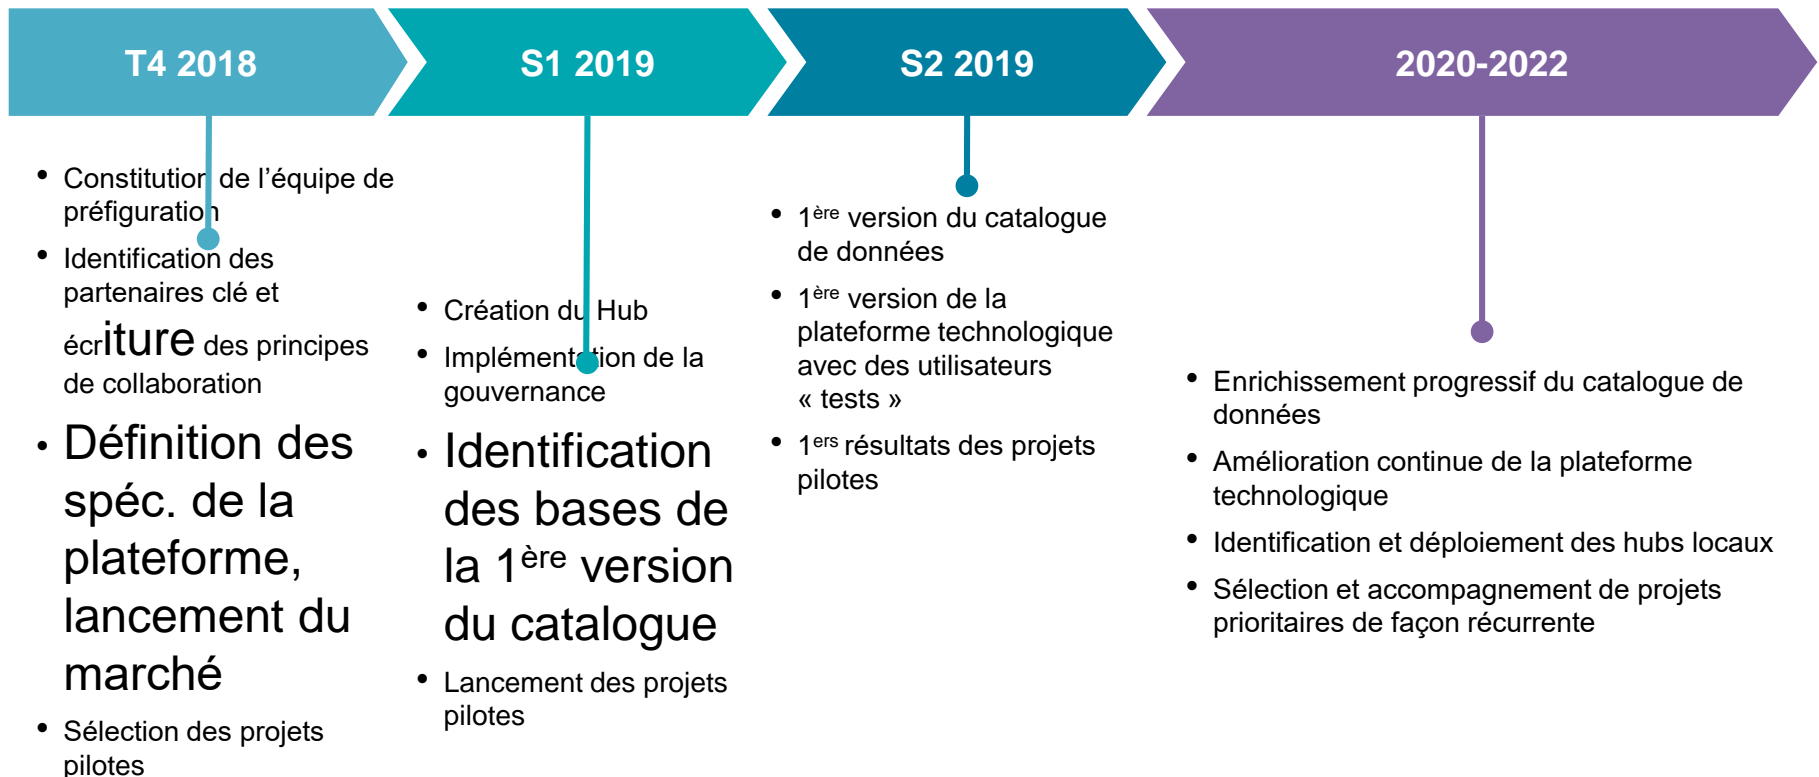 T4 2018
S1 2019
S2 2019
2020-2022
• Constitution de l’équipe de
préfiguration
• Identification des
partenaires clé et
écriture des principes
de collaboration
• Définition des
spéc. de la
plateforme,
lancement du
marché
• Sélection des projets
pilotes
• Création du Hub
• Implémentation de la
gouvernance
• Identification
des bases de
la 1ère version
du catalogue
• Lancement des projets
pilotes
• 1ère version du catalogue
de données
• 1ère version de la
plateforme technologique
avec des utilisateurs
« tests »
• 1ers résultats des projets
pilotes
• Enrichissement progressif du catalogue de
données
• Amélioration continue de la plateforme
technologique
• Identification et déploiement des hubs locaux
• Sélection et accompagnement de projets
prioritaires de façon récurrente